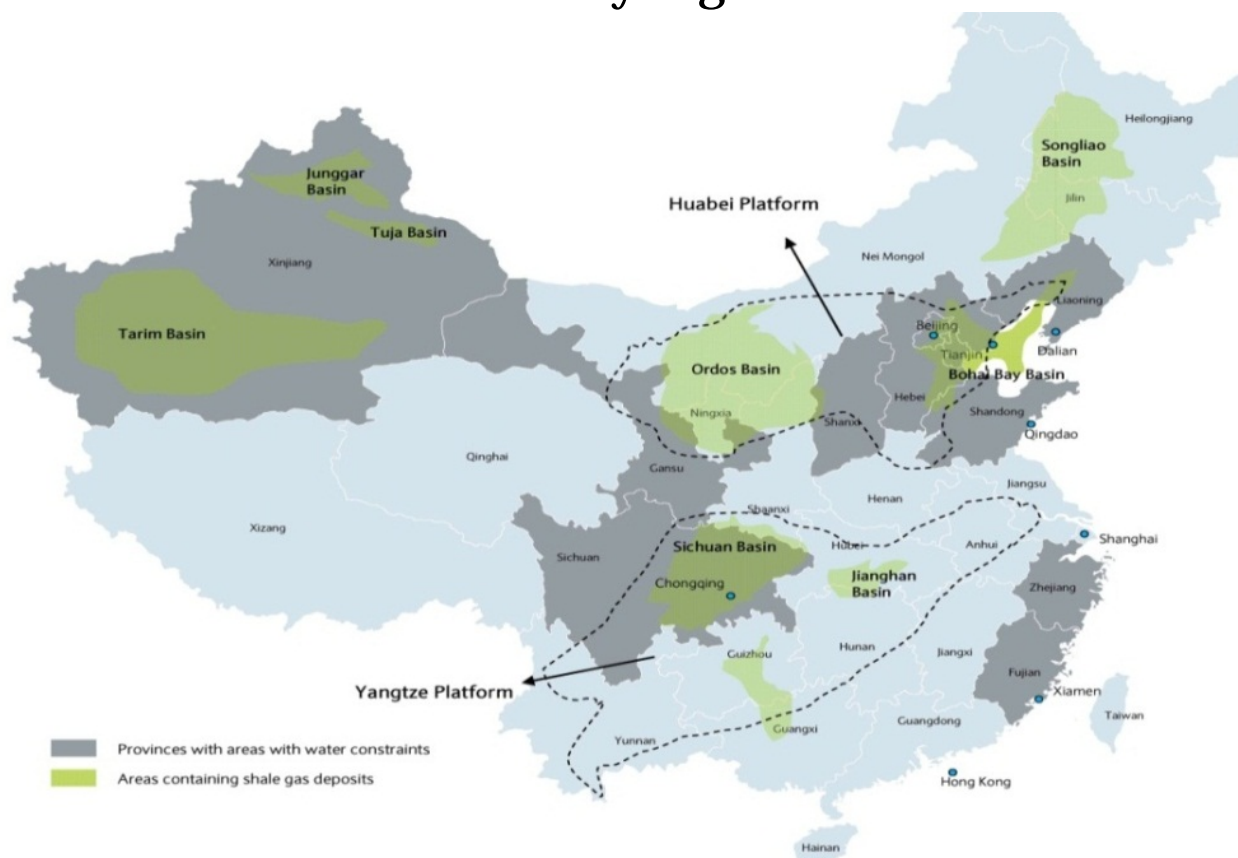 Heilongjiang
Songliao
Basin
Junggar
Basin
Jilin
Huabei Platform
Tuja Basin
Nei Mongol
Xinjiang
Liaoning
Beijing
Tarim Basin
Tianjin
Dalian
Ordos Basin
Bohai Bay Basin
Hebei
Ningxia
Shandong
Shanxi
Qingdao
Qinghai
Gansu
Jiangsu
Henan
Shaanxi
Xizang
Shanghai
Sichuan Basin
Hubei
Anhui
Sichuan
Jianghan
Basin
Chongqing
Zhejiang
Guizhou
Hunan
Jiangxi
Fujian
Yangtze Platform
Xiamen
Taiwan
Guangdong
Guangxi
Yunnan
Provinces with areas with water constraints
Areas containing shale gas deposits
Hong Kong
Hainan